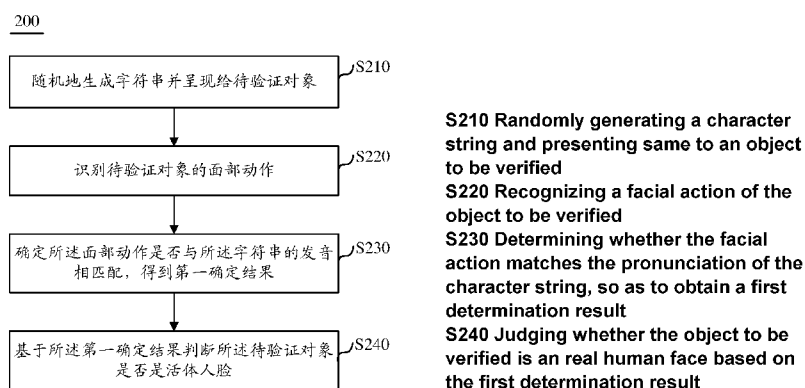 200
随机地生成字符串并呈现给待验证对象
S210
识别待验证对象的面部动作
S220
确定所述面部动作是否与所述字符串的发音
相匹配，得到第一确定结果
S230
基于所述第一确定结果判断所述待验证对象
是否是活体人脸
S240
S210 Randomly generating a character
string and presenting same to an object
to be verified
S220 Recognizing a facial action of the
object to be verified
S230 Determining whether the facial
action matches the pronunciation of the
character string, so as to obtain a first
determination result
S240 Judging whether the object to be
verified is an real human face based on
the first determination result